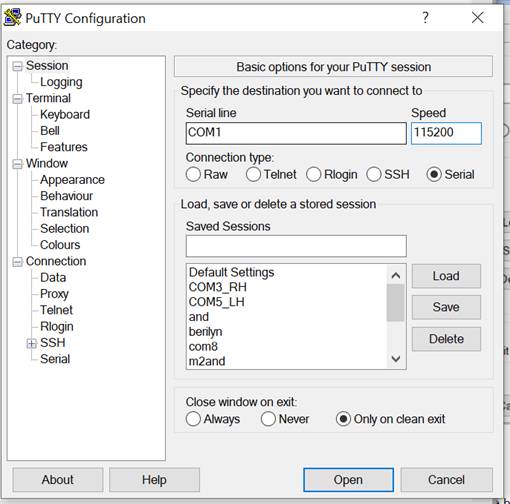 PuTTY Configuration
?
Category:
Session
Logging
Terminal
Keyboard
Bell
Features
Window
Appearance
Behaviour
Translation
Selection
Colours
Connection
Data
Proxy
Telnet
Rlogin
SSH
Serial
Basic options for your PuTTY session
Specify the destination you want to connect to
Serial line Speed
COM1 115200
Connection type:
Raw Telnet Rlogin SSH Serial
Load, save or delete a stored session
Saved Sessions
Default Settings
COM3_RH
COM5_LH
and
berilyn
com8
m2and
Load
Save
Delete
Close window on exit:
Always Never Only on clean exit
About Help Open Cancel